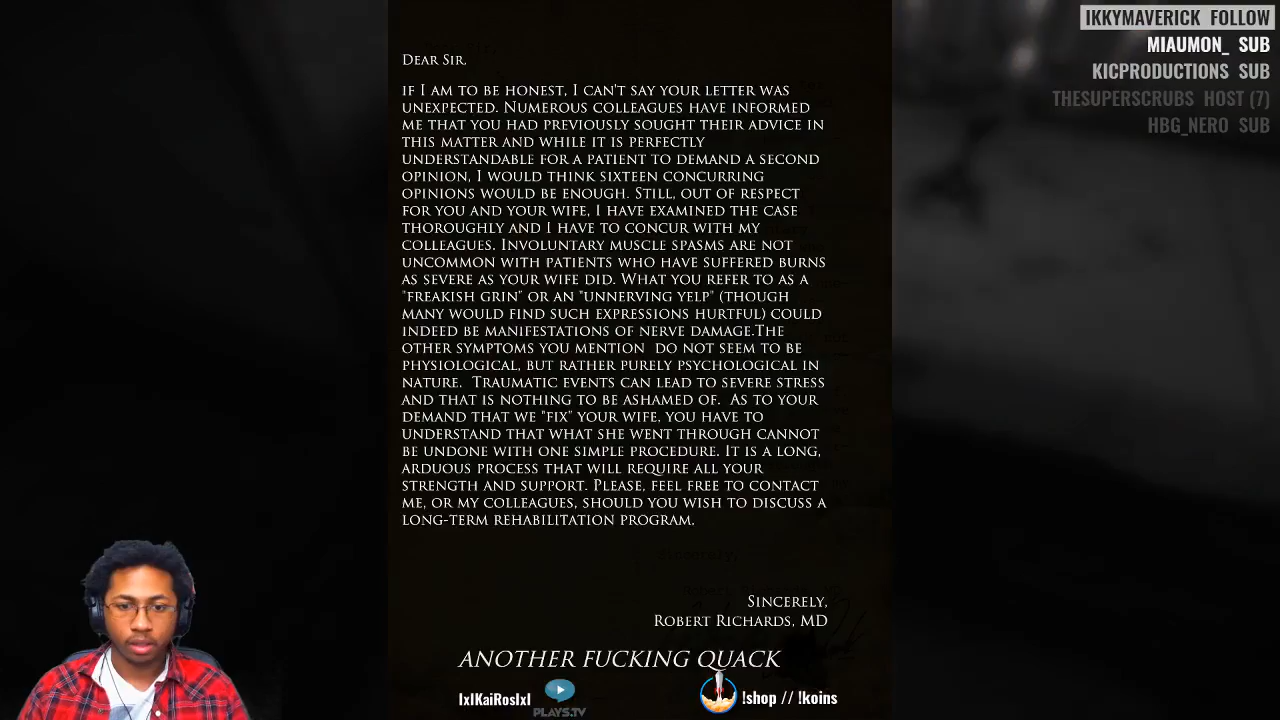 IKKYMAVERICK FOLLOW
MIAUMON_ SUB
KICPRODUCTIONS SUB
THESUPERSCRUBS HOST (7)
HBG_NERO SUB
Dear Sir,
if I am to be honest, I can't say your letter was
unexpected. Numerous colleagues have informed
me that you had previously sought their advice in
this matter and while it is perfectly
understandable for a patient to demand a second
opinion, I would think sixteen concurring
opinions would be enough. Still, out of respect
for you and your wife, I have examined the case
thoroughly and I have to concur with my
colleagues. Involuntary muscle spasms are not
uncommon with patients who have suffered burns
as severe as your wife did. What you refer to as a
"freakish grin" or an "unnerving yelp" (though
many would find such expressions hurtful) could
indeed be manifestations of nerve damage.The
other symptoms you mention do not seem to be
physiological, but rather purely psychological in
nature. Traumatic events can lead to severe stress
and that is nothing to be ashamed of. As to your
demand that we "fix" your wife, you have to
understand that what she went through cannot
be undone with one simple procedure. It is a long,
arduous process that will require all your
strength and support. Please, feel free to contact
me, or my colleagues, should you wish to discuss a
long-term rehabilitation program.
Sincerely,
Robert Richards, MD
ANOTHER FUCKING QUACK
IxIKaiRosIxI
PLAYS.TV
!shop // !koins